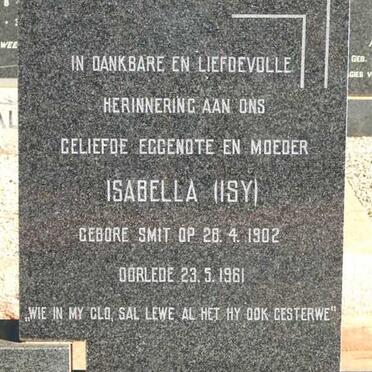 IN DANKBARE EN LIEFDEVOLLE
HERINNERING AAN ONS
GELIEFDE EGGENOTE EN MOEDER
ISABELLA (ISY)
GEBORE SMIT OP 28. 4. 1902
OORLEDE 23. 5. 1961
„WIE IN MY GLO, SAL LEWE AL HET HY OOK GESTERWE"